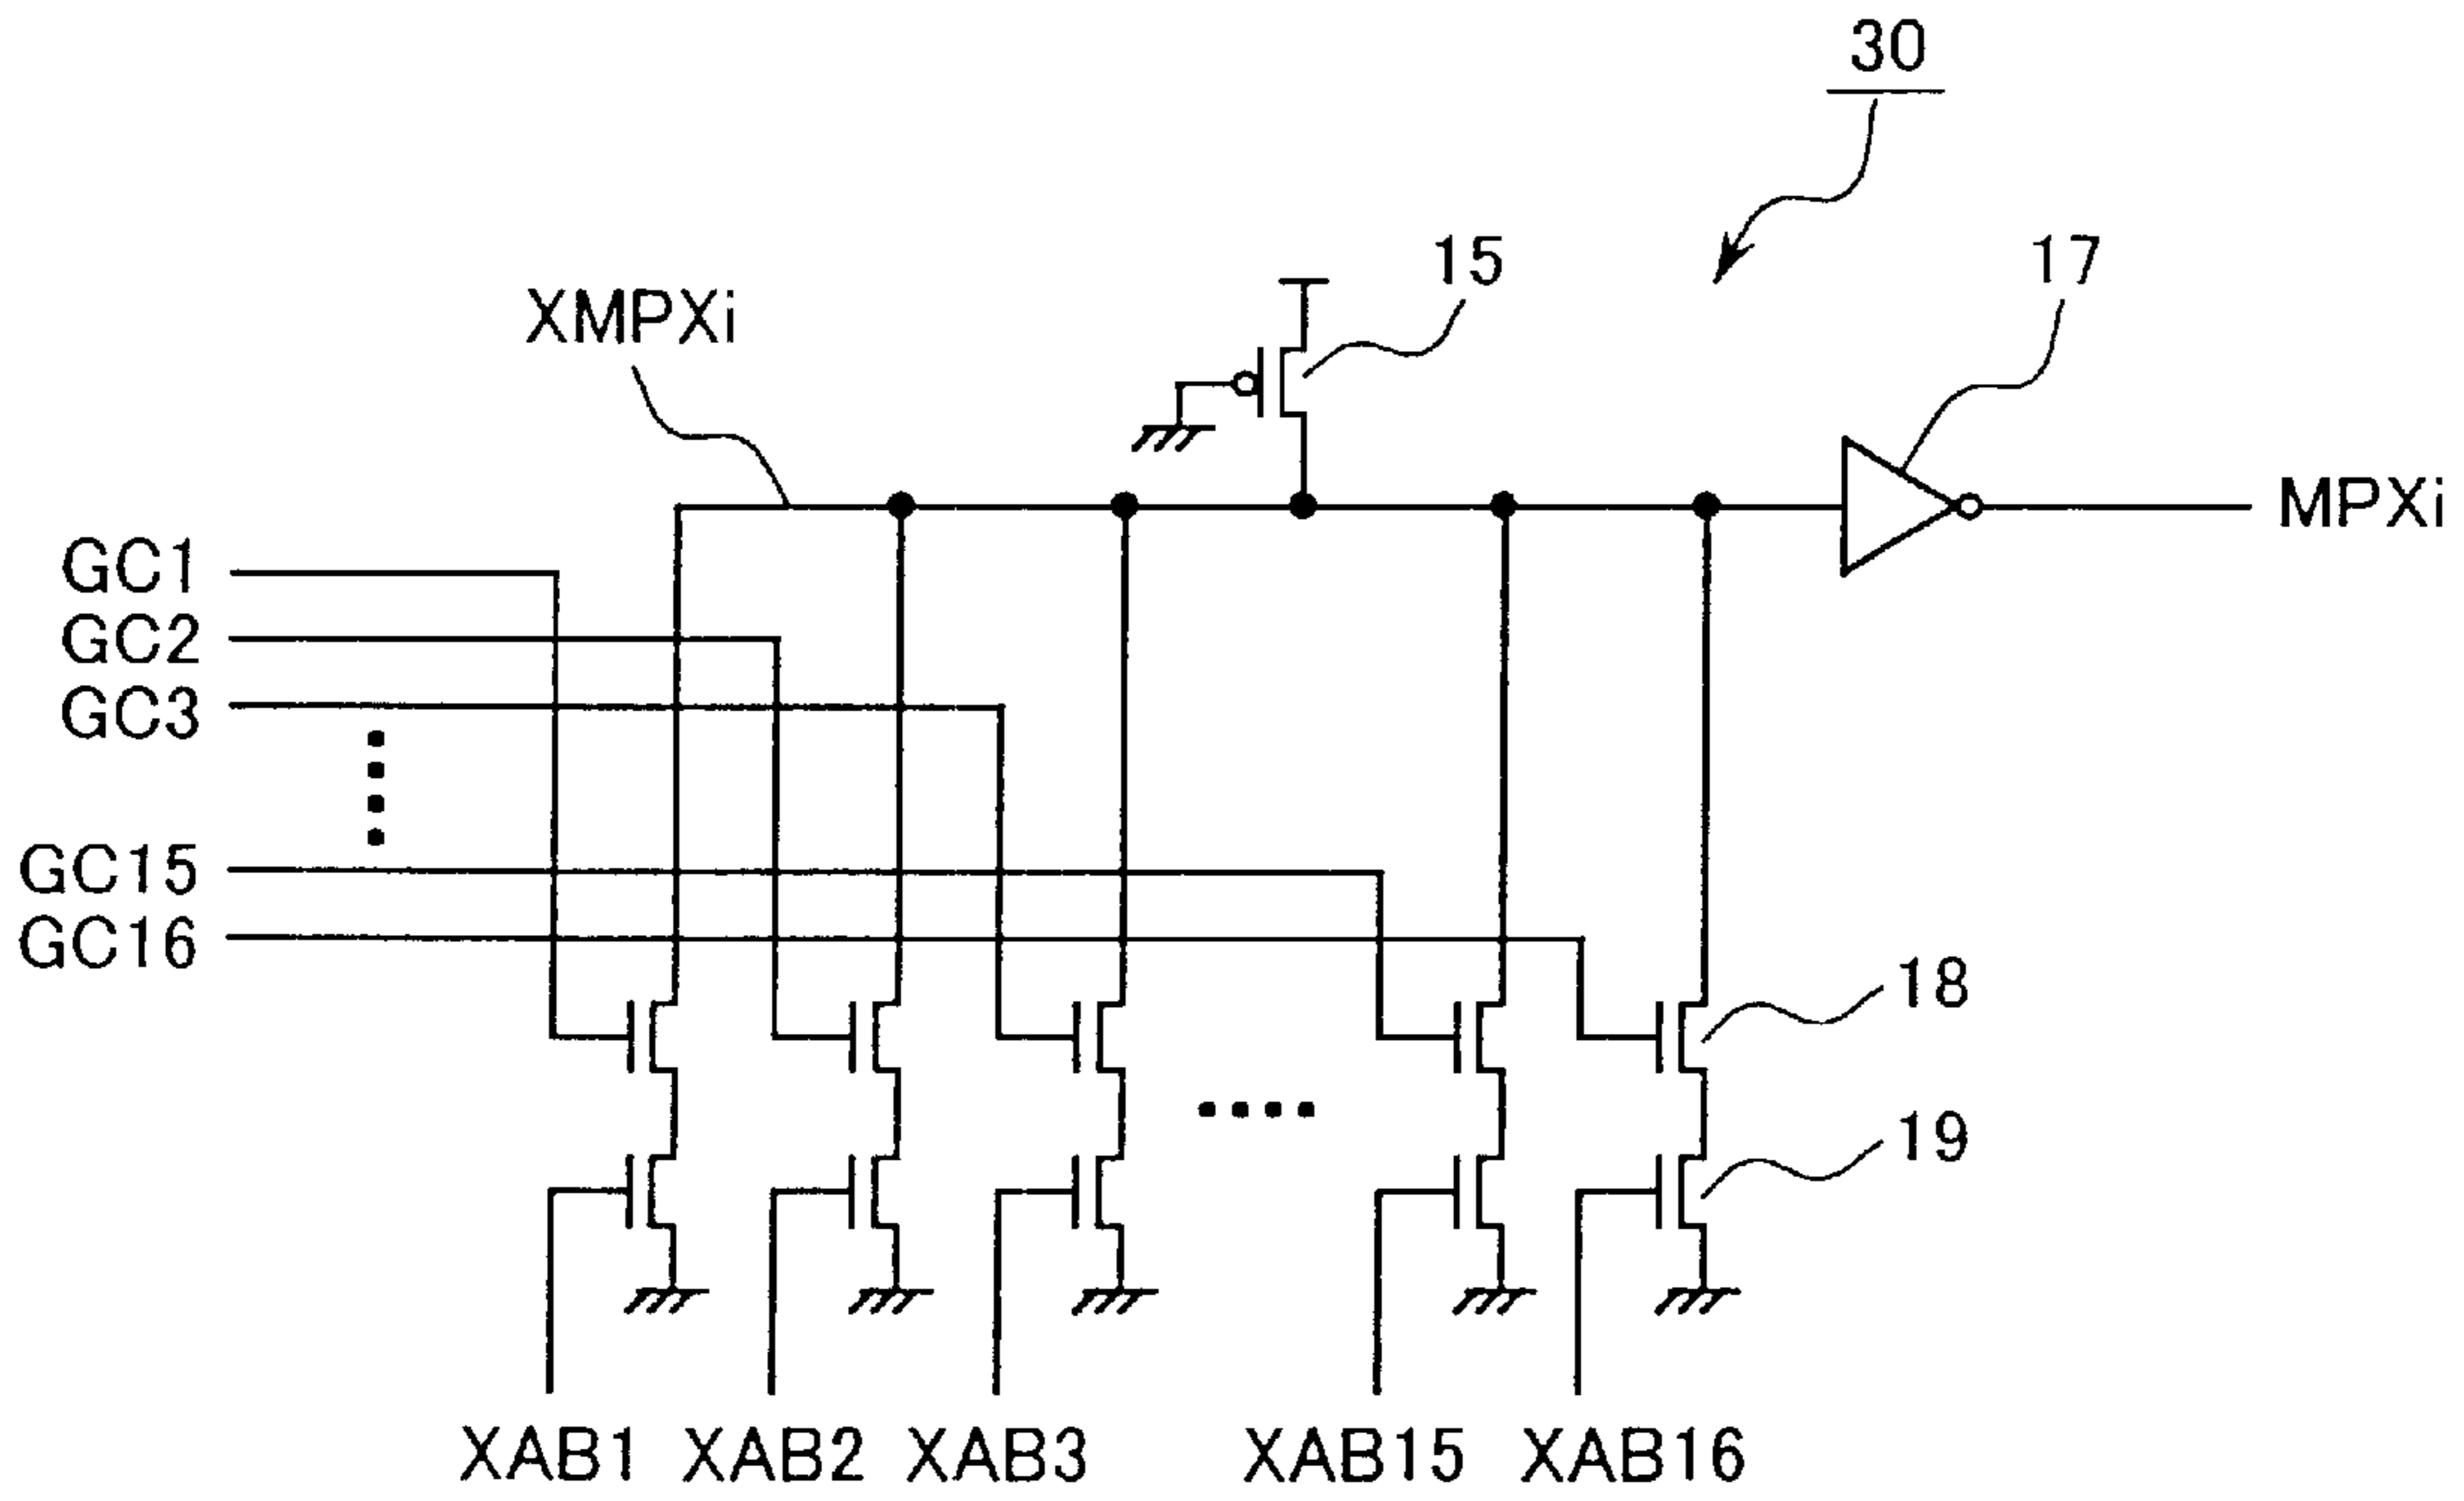 30
15
17
XMPXi
MPXi
GC1
GC2
GC3
GC15
GC16
18
19
XAB1 XAB2 XAB3 XAB15 XAB16